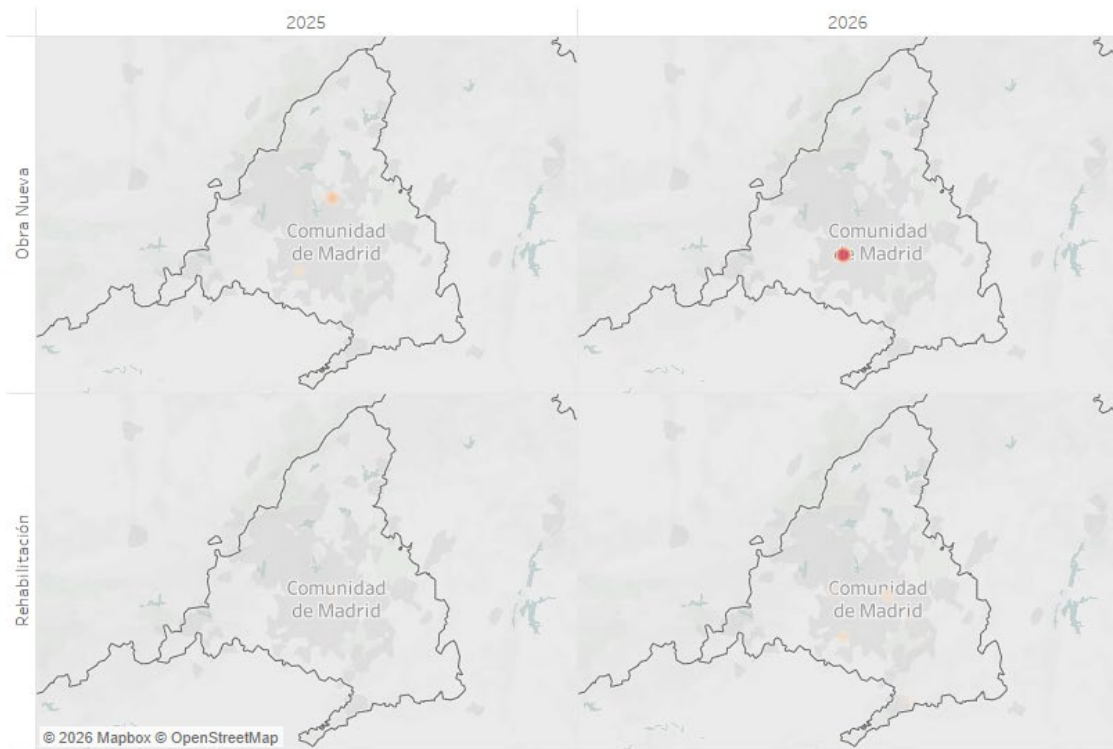 2025
2026
Obra Nueva
Comunidad
de Madrid
Comunidad
de Madrid
Rehabilitación
Comunidad
de Madrid
Comunidad
de Madrid
© 2026 Mapbox © OpenStreetMap